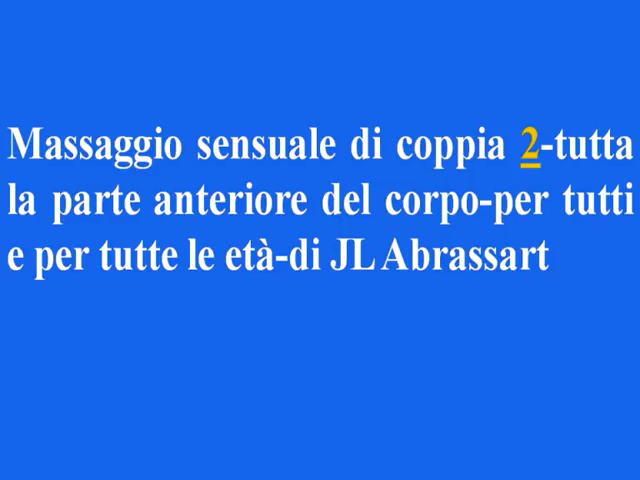 Massaggio sensuale di coppia 2-tutta
la parte anteriore del corpo-per tutti
e per tutte le età-di JL Abrassart